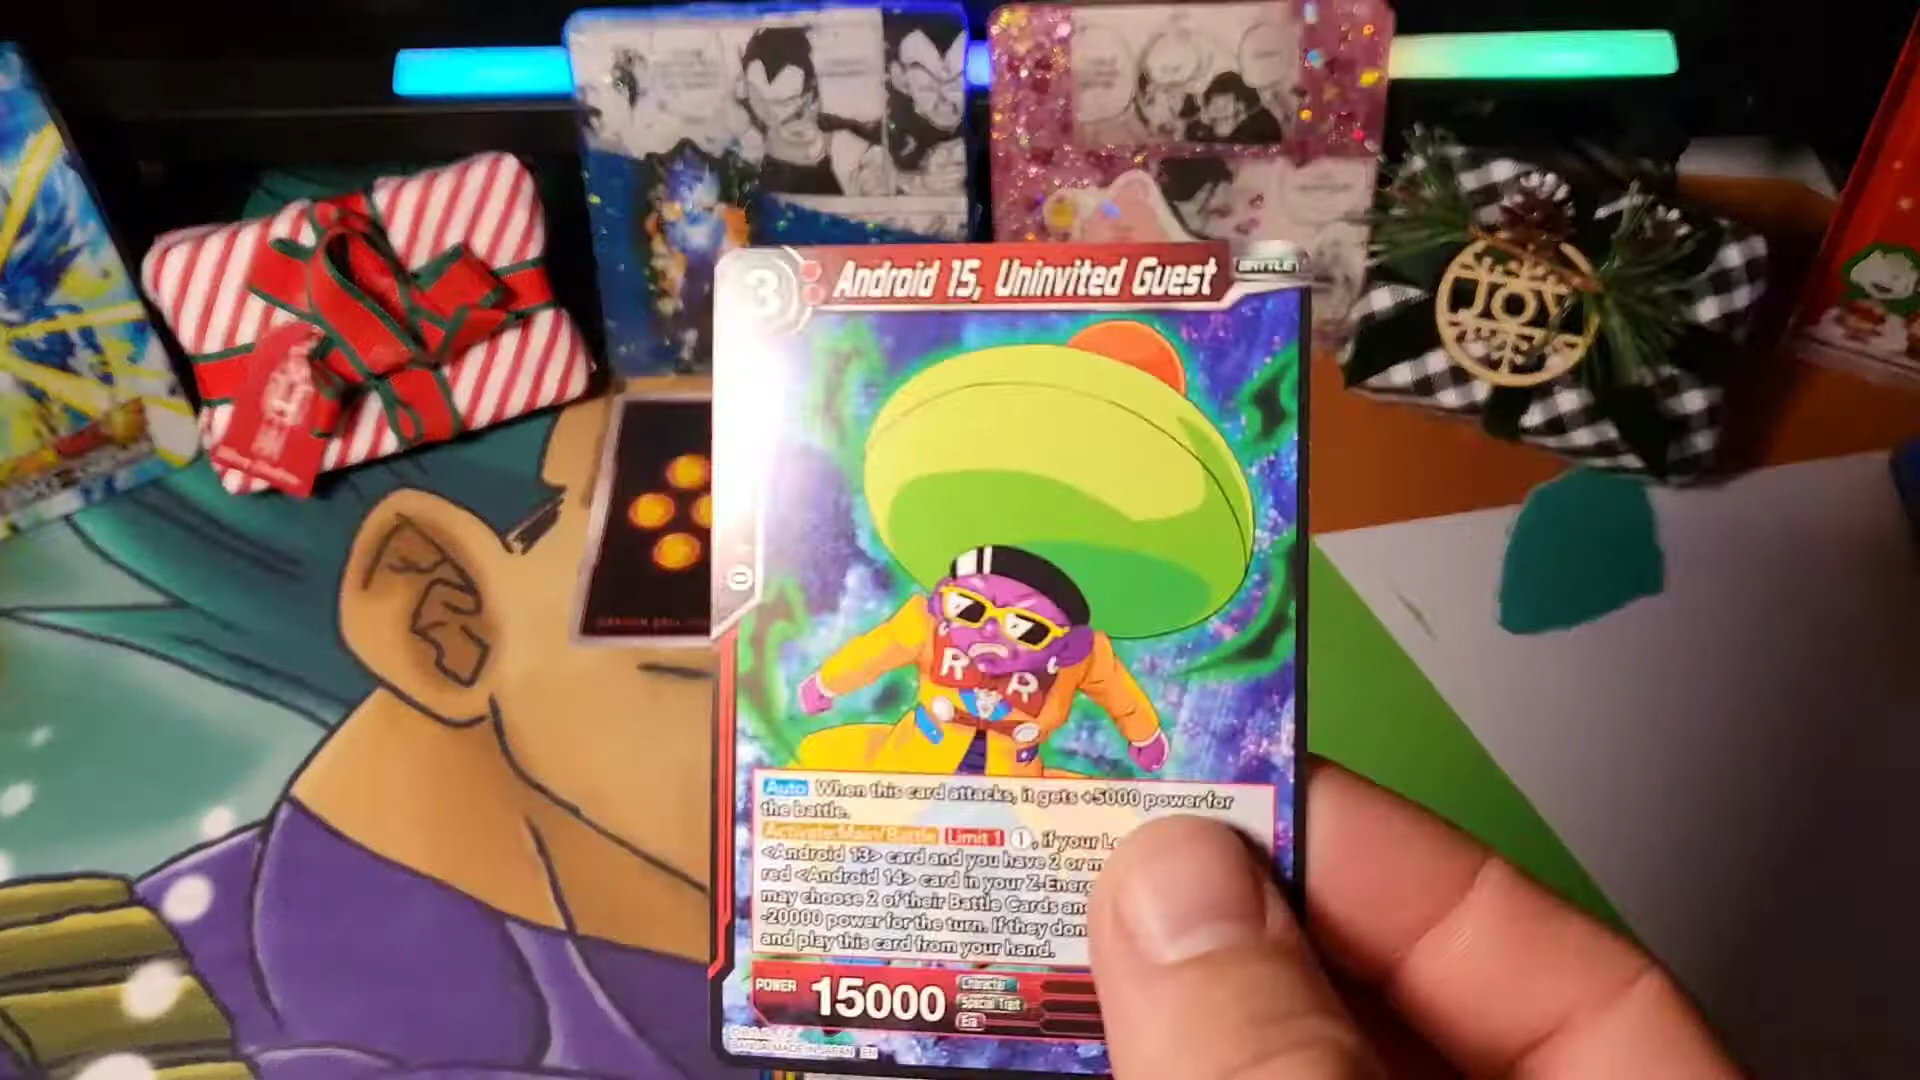 3
Android 15, Uninvited Guest
BATTLE
JOY
0
R R
Auto When this card attacks, it gets +5000 power for
the battle.
Activate:Main/Battle Limit 1 1, if your
<Android 13> card and you have 2 or
red <Android 14> card in your Z-Energ
may choose 2 of their Battle Cards and
-20000 power for the turn. If they don
and play this card from your hand.
POWER 15000
Character
Special Trait
Era
BANDAI MADE IN JAPAN EN